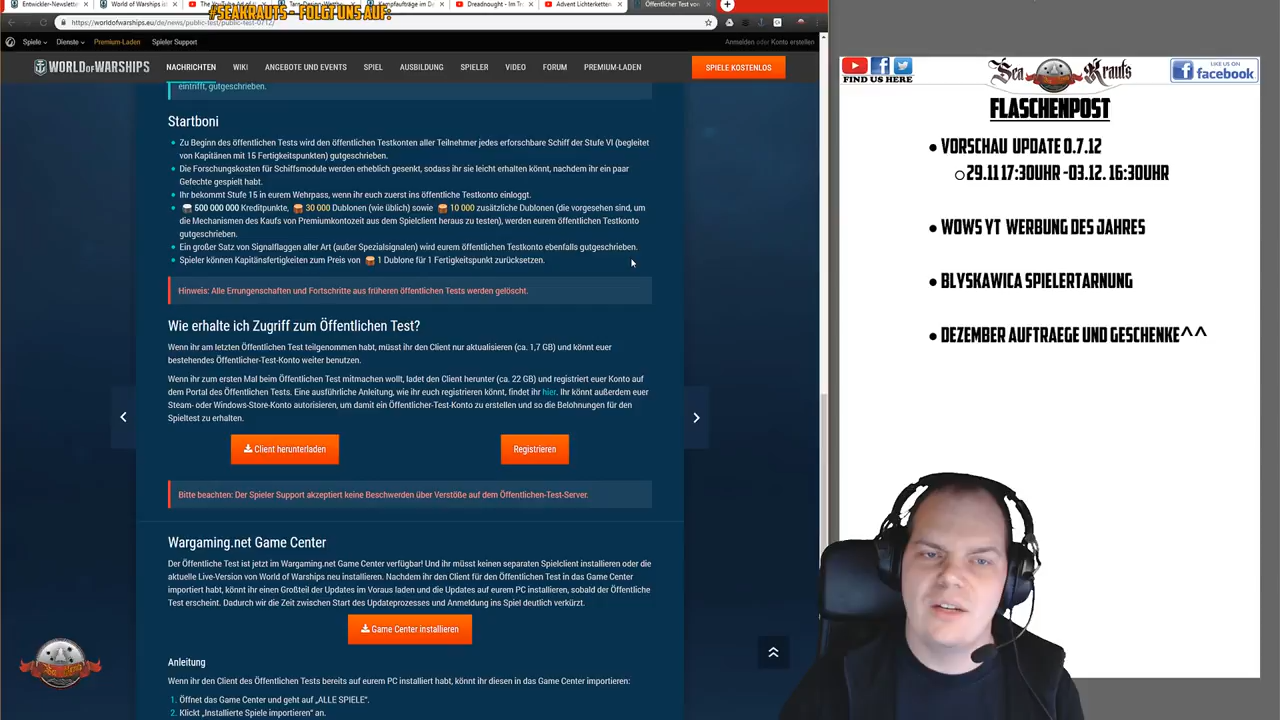 Entwickler-Newsletter
World of Warships is
The YouTube Ad of
Tarn-Design-Wettb
Kampfaufträge im D
Dreadnought - Im Tr
Advent Lichterketten
Öffentlicher Test von
#SEAKRAUTS - FOLGT UNS AUF:
https://worldofwarships.eu/de/news/public-test/public-test-0712/
Spiele Dienste Premium-Laden Spieler Support
Anmelden oder Konto erstellen
WORLD OF WARSHIPS NACHRICHTEN WIKI ANGEBOTE UND EVENTS SPIEL AUSBILDUNG SPIELER VIDEO FORUM PREMIUM-LADEN SPIELE KOSTENLOS
eintrifft, gutgeschrieben.
Startboni
Zu Beginn des öffentlichen Tests wird den öffentlichen Testkonten aller Teilnehmer jedes erforschbare Schiff der Stufe VI (begleitet
von Kapitänen mit 15 Fertigkeitspunkten) gutgeschrieben.
Die Forschungskosten für Schiffsmodule werden erheblich gesenkt, sodass ihr sie leicht erhalten könnt, nachdem ihr ein paar
Gefechte gespielt habt.
Ihr bekommt Stufe 15 in eurem Wehrpass, wenn ihr euch zuerst ins öffentliche Testkonto einloggt.
500 000 000 Kreditpunkte, 30 000 Dublonen (wie üblich) sowie 10 000 zusätzliche Dublonen (die vorgesehen sind, um
die Mechanismen des Kaufs von Premiumkontozeit aus dem Spielclient heraus zu testen), werden eurem öffentlichen Testkonto
gutgeschrieben.
Ein großer Satz von Signalflaggen aller Art (außer Spezialsignalen) wird eurem öffentlichen Testkonto ebenfalls gutgeschrieben.
Spieler können Kapitänsfertigkeiten zum Preis von 1 Dublone für 1 Fertigkeitspunkt zurücksetzen.
Hinweis: Alle Errungenschaften und Fortschritte aus früheren öffentlichen Tests werden gelöscht.
Wie erhalte ich Zugriff zum Öffentlichen Test?
Wenn ihr am letzten Öffentlichen Test teilgenommen habt, müsst ihr den Client nur aktualisieren (ca. 1,7 GB) und könnt euer
bestehendes Öffentlicher-Test-Konto weiter benutzen.
Wenn ihr zum ersten Mal beim Öffentlichen Test mitmachen wollt, ladet den Client herunter (ca. 22 GB) und registriert euer Konto auf
dem Portal des Öffentlichen Tests. Eine ausführliche Anleitung, wie ihr euch registrieren könnt, findet ihr hier. Ihr könnt außerdem euer
Steam- oder Windows-Store-Konto autorisieren, um damit ein Öffentlicher-Test-Konto zu erstellen und so die Belohnungen für den
Spieltest zu erhalten.
Client herunterladen
Registrieren
Bitte beachten: Der Spieler Support akzeptiert keine Beschwerden über Verstöße auf dem Öffentlichen-Test-Server.
Wargaming.net Game Center
Der Öffentliche Test ist jetzt im Wargaming.net Game Center verfügbar! Und ihr müsst keinen separaten Spielclient installieren oder die
aktuelle Live-Version von World of Warships neu installieren. Nachdem ihr den Client für den Öffentlichen Test in das Game Center
importiert habt, könnt ihr einen Großteil der Updates im Voraus laden und die Updates auf eurem PC installieren, sobald der Öffentliche
Test erscheint. Dadurch wir die Zeit zwischen Start des Updateprozesses und Anmeldung ins Spiel deutlich verkürzt.
Game Center installieren
Anleitung
Wenn ihr den Client des Öffentlichen Tests bereits auf eurem PC installiert habt, könnt ihr diesen in das Game Center importieren:
1. Öffnet das Game Center und geht auf „ALLE SPIELE“.
2. Klickt „Installierte Spiele importieren“ an.
FIND US HERE
Sea Krauts
LIKE US ON
facebook
FLASCHENPOST
VORSCHAU UPDATE 0.7.12
29.11 17:30UHR -03.12. 16:30UHR
WOWS YT WERBUNG DES JAHRES
BLYSKAWICA SPIELERTARNUNG
DEZEMBER AUFTRAEGE UND GESCHENKE^^